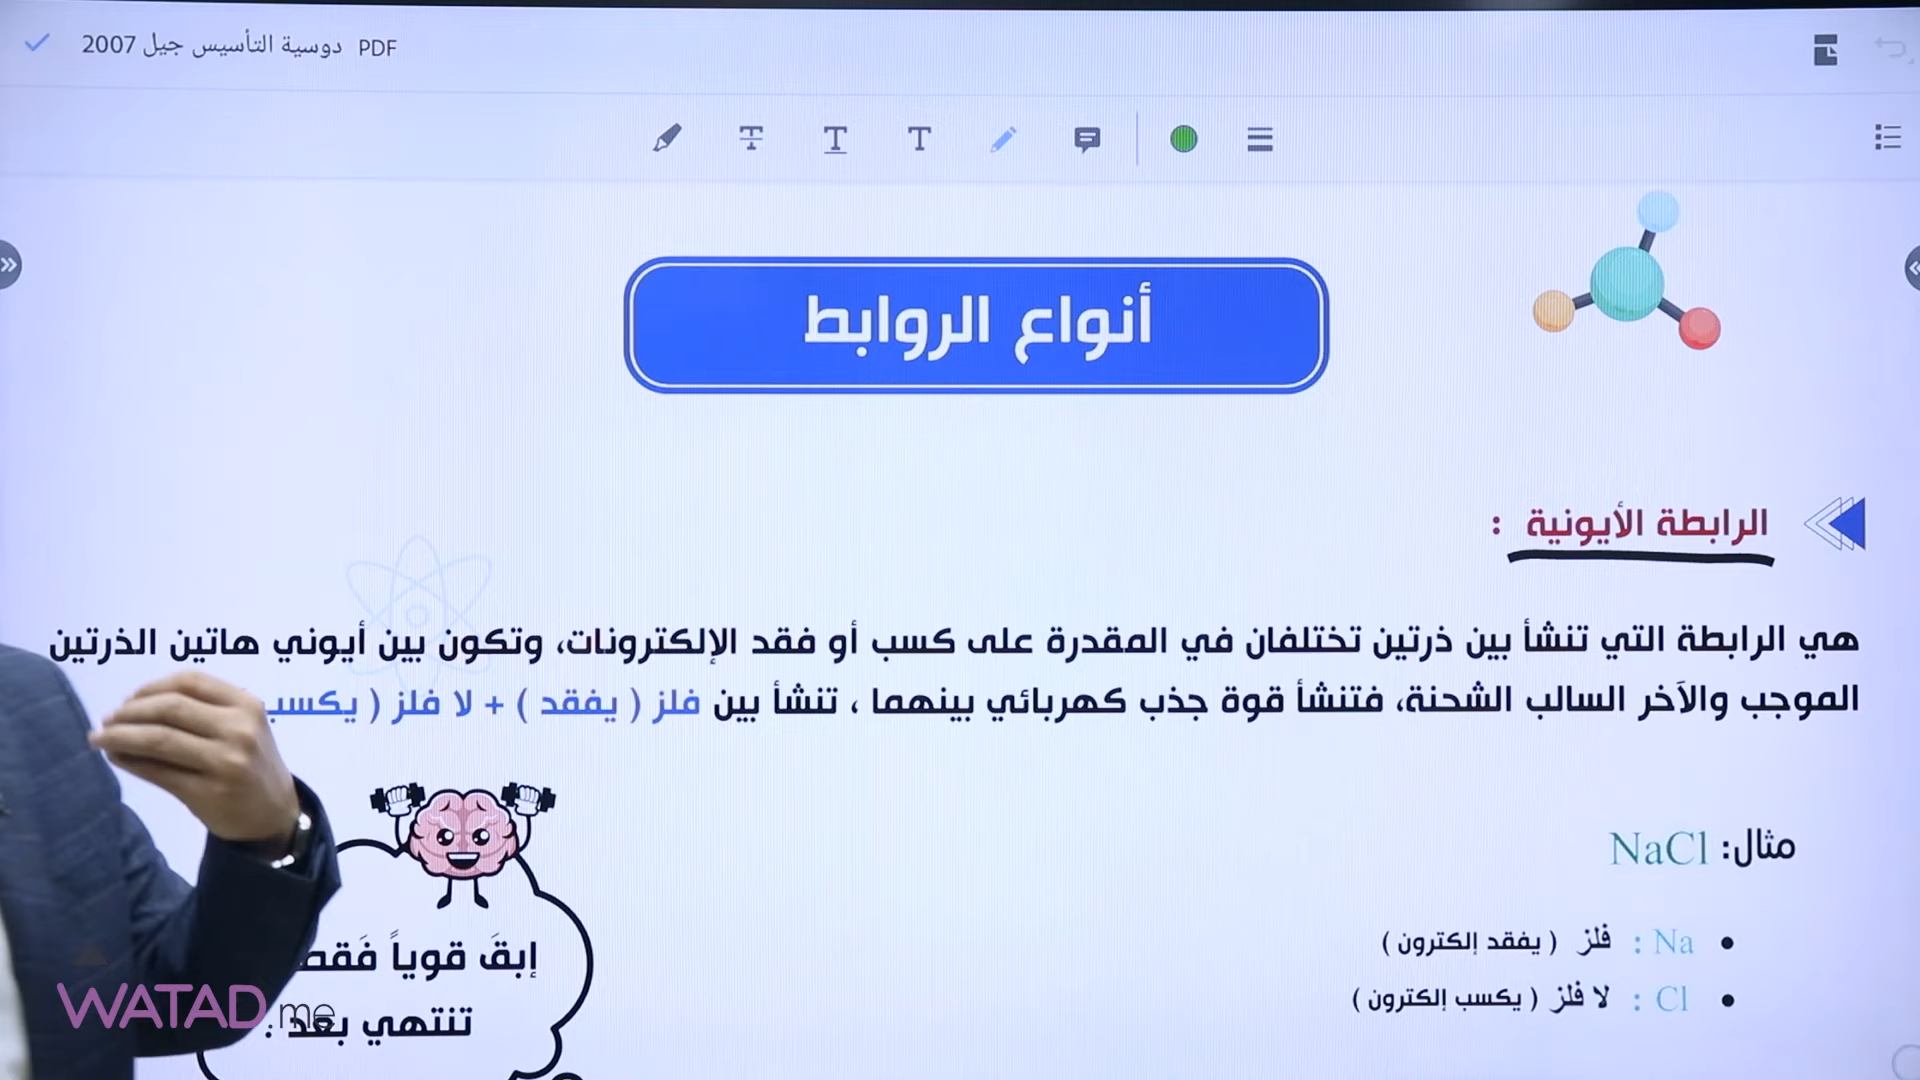 دوسية التأسيس جيل 2007 PDF
أنواع الروابط
الرابطة الأيونية :
هي الرابطة التي تنشأ بين ذرتين تختلفان في المقدرة على كسب أو فقد الإلكترونات، وتكون بين أيوني هاتين الذرتين
الموجب والآخر السالب الشحنة، فتنشأ قوة جذب كهربائي بينهما ، تنشأ بين فلز ( يفقد ) + لا فلز ( يكسب
مثال: NaCl
Na : فلز ( يفقد إلكترون )
Cl : لا فلز ( يكسب إلكترون )
إبقَ قوياً
تنتهي بعد
WATAD.me